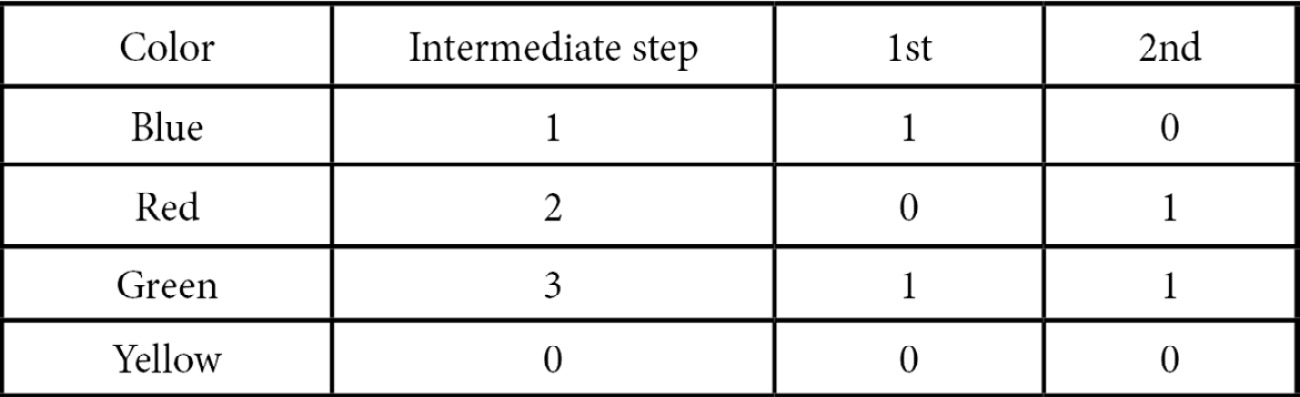 Color Intermediate step 1st 2nd
Blue 1 1 0
Red 2 0 1
Green 3 1 1
Yellow 0 0 0